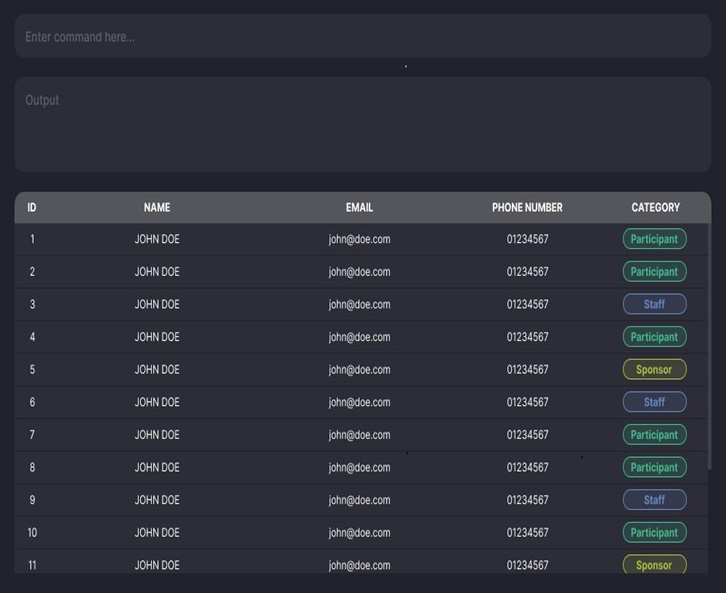 Enter command here...
Output
ID NAME EMAIL PHONE NUMBER CATEGORY
1 JOHN DOE john@doe.com 01234567 Participant
2 JOHN DOE john@doe.com 01234567 Participant
3 JOHN DOE john@doe.com 01234567 Staff
4 JOHN DOE john@doe.com 01234567 Participant
5 JOHN DOE john@doe.com 01234567 Sponsor
6 JOHN DOE john@doe.com 01234567 Staff
7 JOHN DOE john@doe.com 01234567 Participant
8 JOHN DOE john@doe.com 01234567 Participant
9 JOHN DOE john@doe.com 01234567 Staff
10 JOHN DOE john@doe.com 01234567 Participant
11 JOHN DOE john@doe.com 01234567 Sponsor